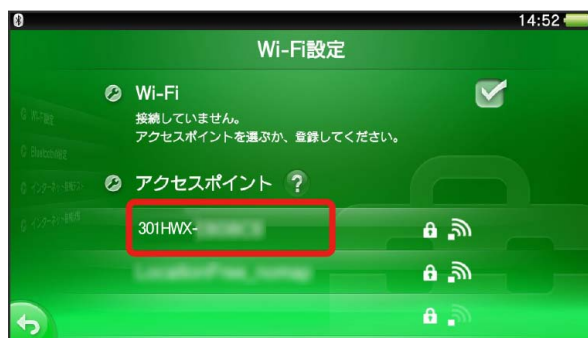 14:52
Wi-Fi設定
Wi-Fi
接続していません。
アクセスポイントを選ぶか、登録してください。
アクセスポイント ?
301HWX-